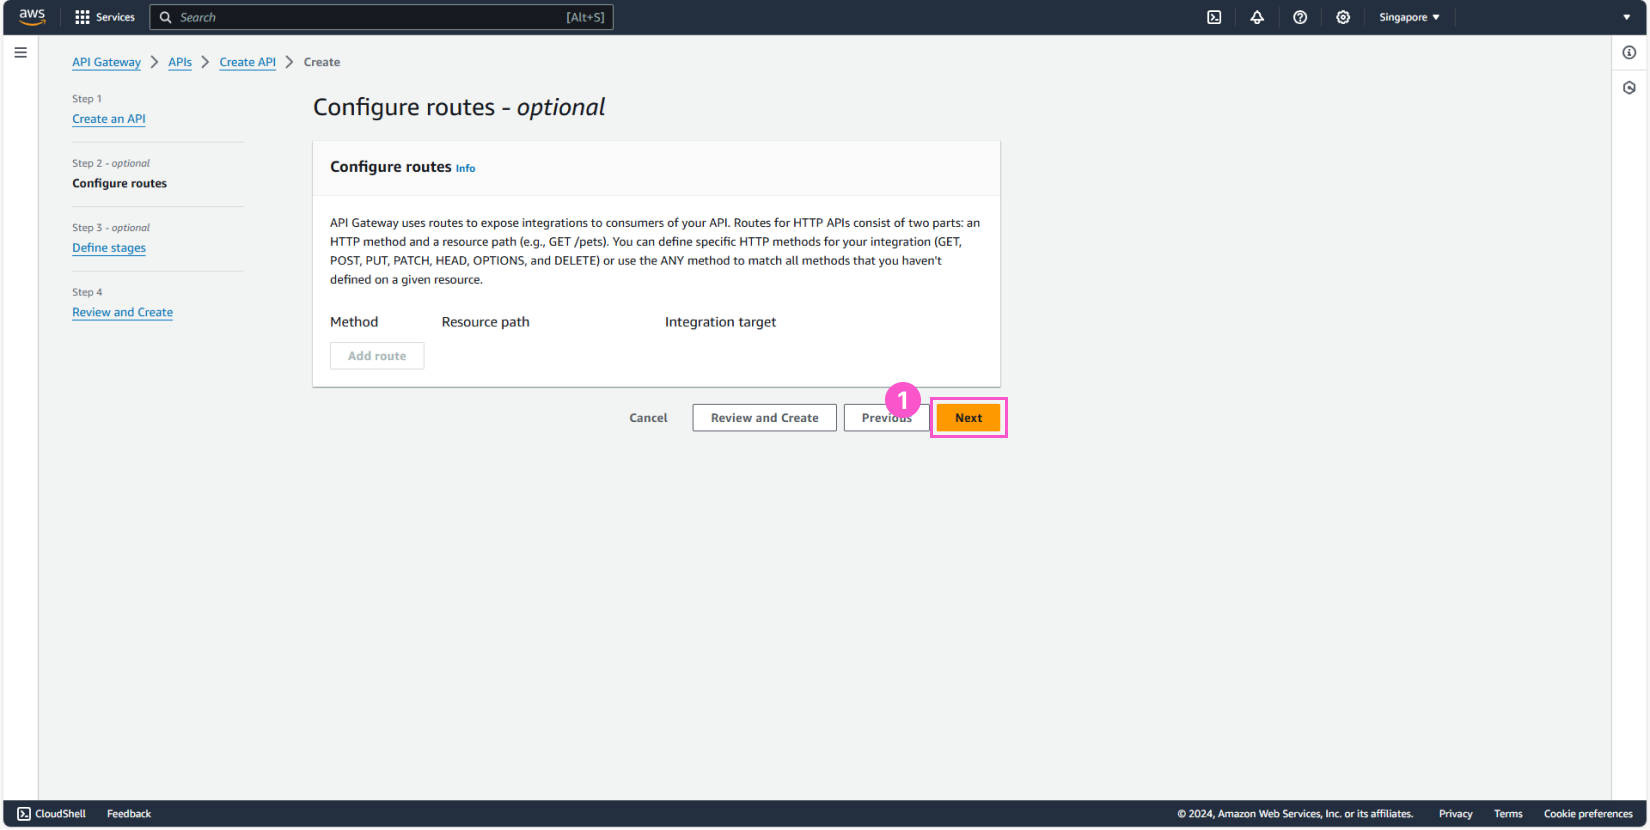 aws
Services
Search
[Alt+S]
Singapore
API Gateway
APIs
Create API
Create
Step 1
Create an API
Step 2 - optional
Configure routes
Step 3 - optional
Define stages
Step 4
Review and Create
Configure routes - optional
Configure routes Info
API Gateway uses routes to expose integrations to consumers of your API. Routes for HTTP APIs consist of two parts: an
HTTP method and a resource path (e.g., GET /pets). You can define specific HTTP methods for your integration (GET,
POST, PUT, PATCH, HEAD, OPTIONS, and DELETE) or use the ANY method to match all methods that you haven't
defined on a given resource.
Method
Resource path
Integration target
Add route
1
Cancel
Review and Create
Previous
Next
CloudShell
Feedback
© 2024, Amazon Web Services, Inc. or its affiliates.
Privacy
Terms
Cookie preferences